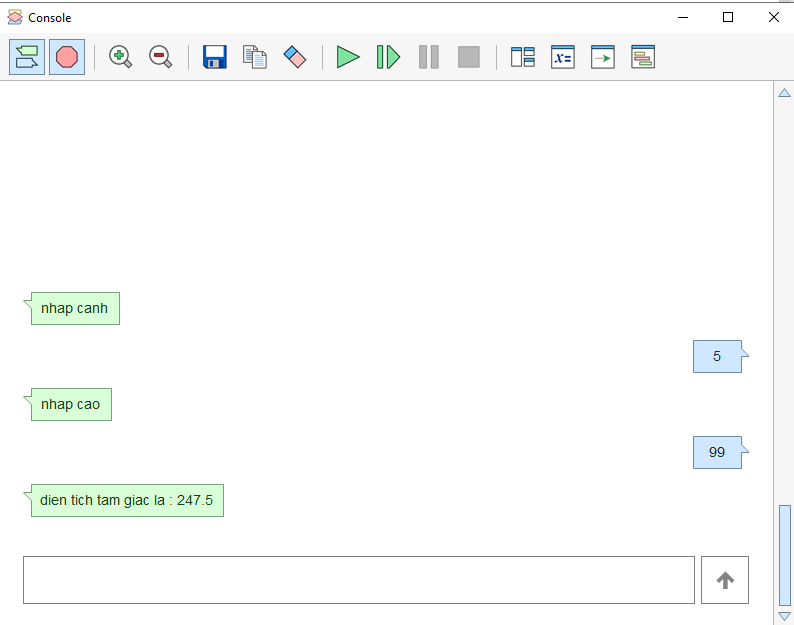 Console
x=
nhap canh
5
nhap cao
99
dien tich tam giac la : 247.5